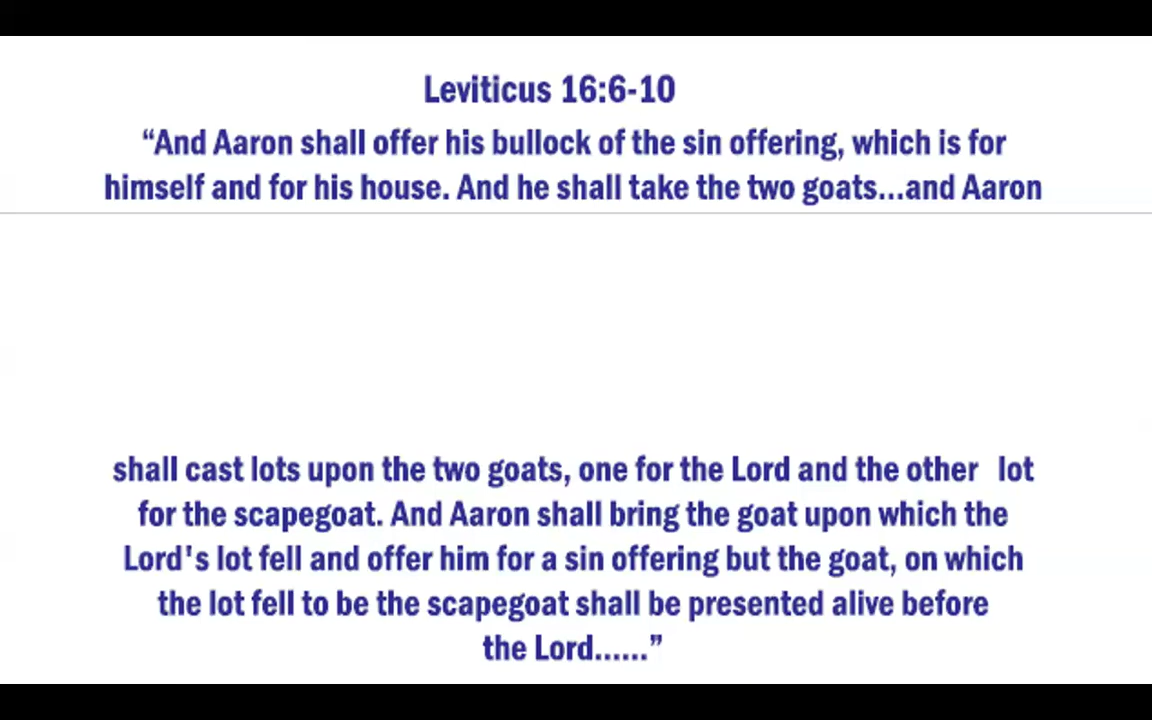 Leviticus 16:6-10
“And Aaron shall offer his bullock of the sin offering, which is for
himself and for his house. And he shall take the two goats...and Aaron
shall cast lots upon the two goats, one for the Lord and the other lot
for the scapegoat. And Aaron shall bring the goat upon which the
Lord's lot fell and offer him for a sin offering but the goat, on which
the lot fell to be the scapegoat shall be presented alive before
the Lord......”